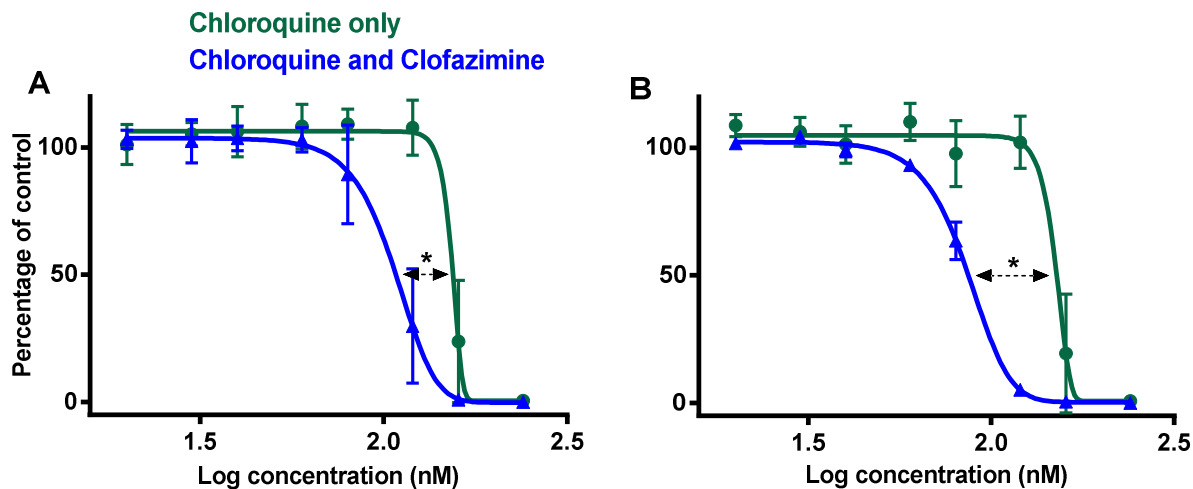 Chloroquine only
Chloroquine and Clofazimine
A
B
Percentage of control
100
50
0
*
1.5
2.0
2.5
Log concentration (nM)
100
50
0
*
1.5
2.0
2.5
Log concentration (nM)